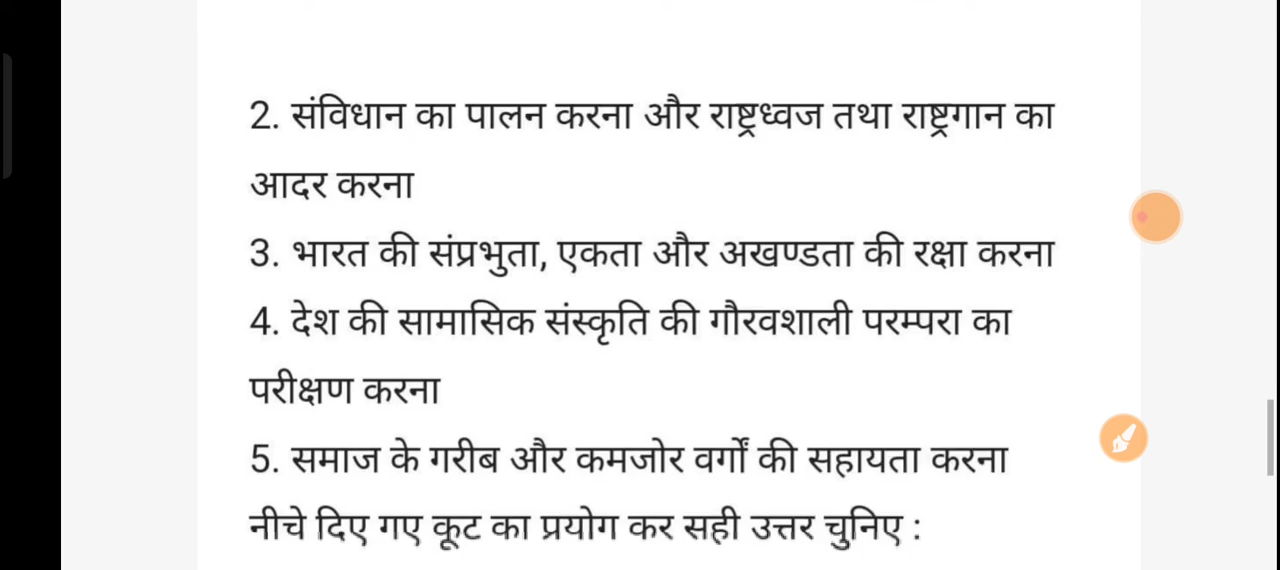 2. संविधान का पालन करना और राष्ट्रध्वज तथा राष्ट्रगान का
आदर करना
3. भारत की संप्रभुता, एकता और अखण्डता की रक्षा करना
4. देश की सामासिक संस्कृति की गौरवशाली परम्परा का
परीक्षण करना
5. समाज के गरीब और कमजोर वर्गों की सहायता करना
नीचे दिए गए कूट का प्रयोग कर सही उत्तर चुनिए :